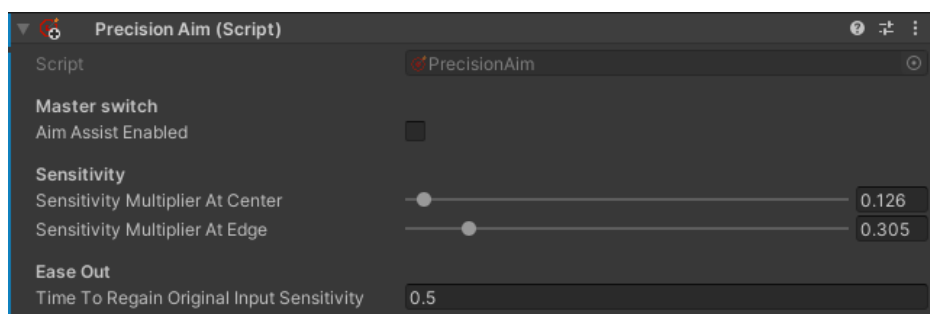 Precision Aim (Script)
Script PrecisionAim
Master switch
Aim Assist Enabled
Sensitivity
Sensitivity Multiplier At Center 0.126
Sensitivity Multiplier At Edge 0.305
Ease Out
Time To Regain Original Input Sensitivity 0.5